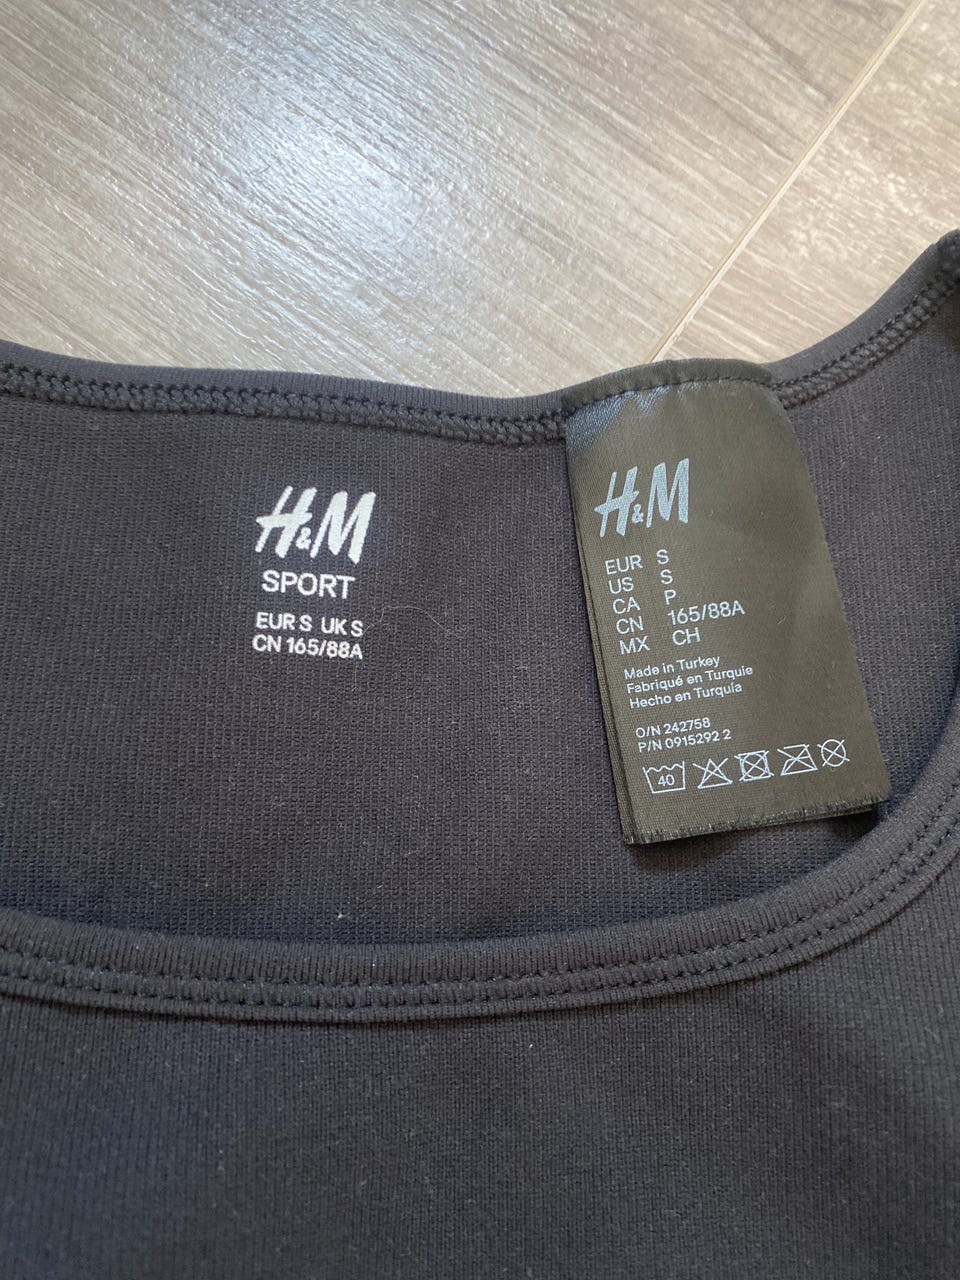 H&M
SPORT
EUR S UK S
CN 165/88A
H&M
EUR S
US S
CA P
CN 165/88A
MX CH
Made in Turkey
Fabriqué en Turquie
Hecho en Turquía
O/N 242758
P/N 0915292 2
40